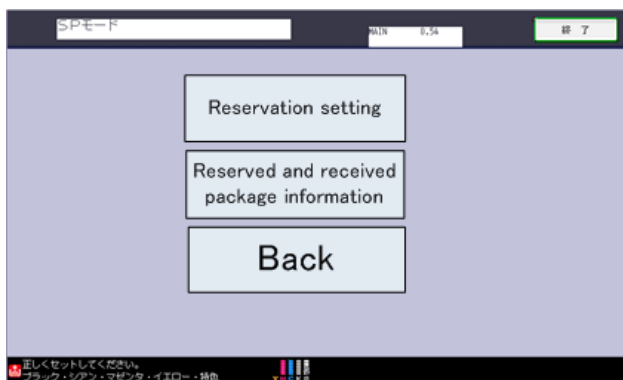 SPモード
MAIN 0.54
終 了
Reservation setting
Reserved and received
package information
Back
正しくセットしてください。
ブラック・シアン・マゼンタ・イエロー・特色